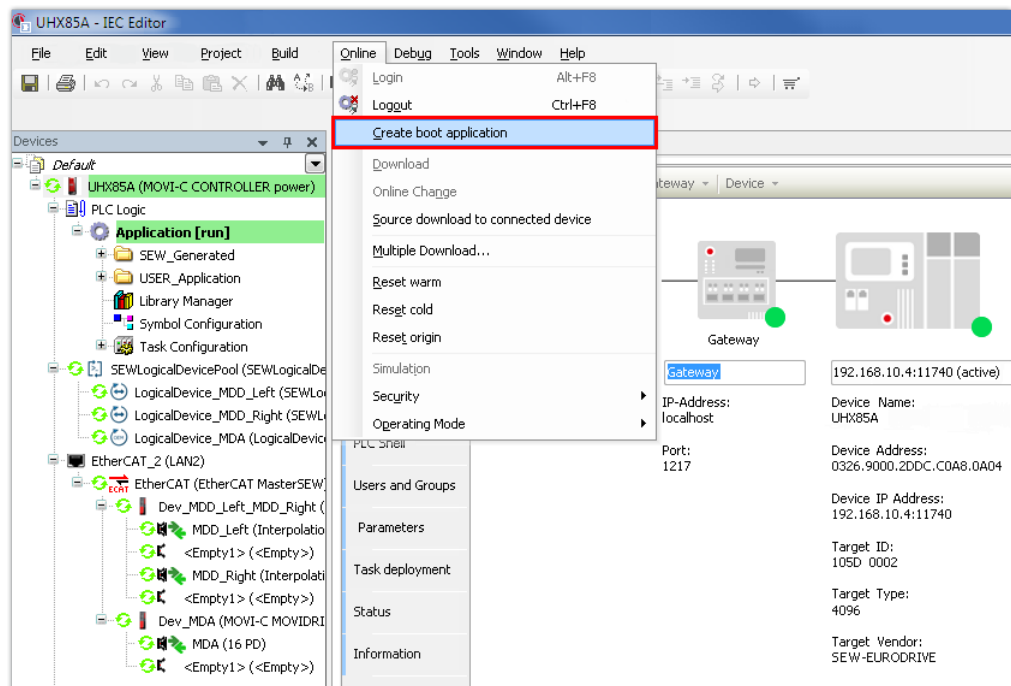 UHX85A - IEC Editor
File Edit View Project Build Online Debug Tools Window Help
Login Alt+F8
Logout Ctrl+F8
Create boot application
Download
Online Change
Source download to connected device
Multiple Download...
Reset warm
Reset cold
Reset origin
Simulation
Security
Operating Mode
Devices
Default
UHX85A (MOVI-C CONTROLLER power)
PLC Logic
Application [run]
SEW_Generated
USER_Application
Library Manager
Symbol Configuration
Task Configuration
SEWLogicalDevicePool (SEWLogicalDe
LogicalDevice_MDD_Left (SEWLo
LogicalDevice_MDD_Right (SEWL
LogicalDevice_MDA (LogicalDevic
EtherCAT_2 (LAN2)
ECAT
EtherCAT (EtherCAT MasterSEW)
Dev_MDD_Left_MDD_Right (
MDD_Left (Interpolatio
<Empty1> (<Empty>)
MDD_Right (Interpolati
<Empty1> (<Empty>)
Dev_MDA (MOVI-C MOVIDRI
MDA (16 PD)
<Empty1> (<Empty>)
PLC Shell
Users and Groups
Parameters
Task deployment
Status
Information
teway Device
Gateway
Gateway
IP-Address:
localhost
Port:
1217
192.168.10.4:11740 (active)
Device Name:
UHX85A
Device Address:
0326.9000.2DDC.C0A8.0A04
Device IP Address:
192.168.10.4:11740
Target ID:
105D 0002
Target Type:
4096
Target Vendor:
SEW-EURODRIVE